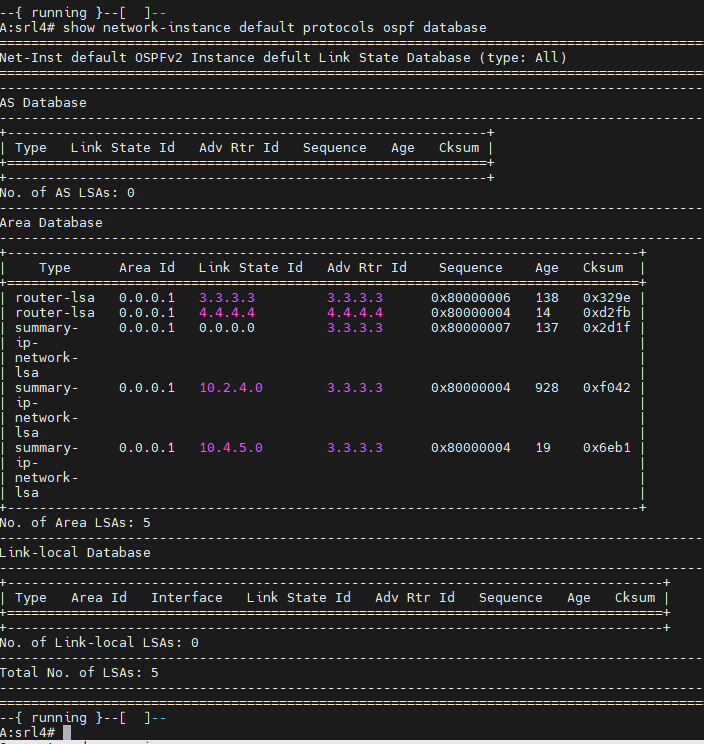 --{ running }--[  ]--
A:srl4# show network-instance default protocols ospf database
===========================================================================================
Net-Inst default OSPFv2 Instance defult Link State Database (type: All)
===========================================================================================
-------------------------------------------------------------------------------------------
AS Database
-------------------------------------------------------------------------------------------
+------------------------------------------------------------+
| Type   Link State Id   Adv Rtr Id   Sequence   Age   Cksum |
+============================================================+
+------------------------------------------------------------+
No. of AS LSAs: 0
-------------------------------------------------------------------------------------------
Area Database
-------------------------------------------------------------------------------------------
+-------------------------------------------------------------------------------+
|    Type      Area Id   Link State Id   Adv Rtr Id    Sequence    Age   Cksum  |
+===============================================================================+
| router-lsa   0.0.0.1   3.3.3.3         3.3.3.3      0x80000006   138   0x329e |
| router-lsa   0.0.0.1   4.4.4.4         4.4.4.4      0x80000004   14    0xd2fb |
| summary-     0.0.0.1   0.0.0.0         3.3.3.3      0x80000007   137   0x2d1f |
| ip-                                                                           |
| network-                                                                      |
| lsa                                                                           |
| summary-     0.0.0.1   10.2.4.0        3.3.3.3      0x80000004   928   0xf042 |
| ip-                                                                           |
| network-                                                                      |
| lsa                                                                           |
| summary-     0.0.0.1   10.4.5.0        3.3.3.3      0x80000004   19    0x6eb1 |
| ip-                                                                           |
| network-                                                                      |
| lsa                                                                           |
+-------------------------------------------------------------------------------+
No. of Area LSAs: 5
-------------------------------------------------------------------------------------------
Link-local Database
-------------------------------------------------------------------------------------------
+----------------------------------------------------------------------------------+
| Type   Area Id   Interface   Link State Id   Adv Rtr Id   Sequence   Age   Cksum |
+==================================================================================+
+----------------------------------------------------------------------------------+
No. of Link-local LSAs: 0
-------------------------------------------------------------------------------------------
Total No. of LSAs: 5
-------------------------------------------------------------------------------------------
===========================================================================================
--{ running }--[  ]--
A:srl4#